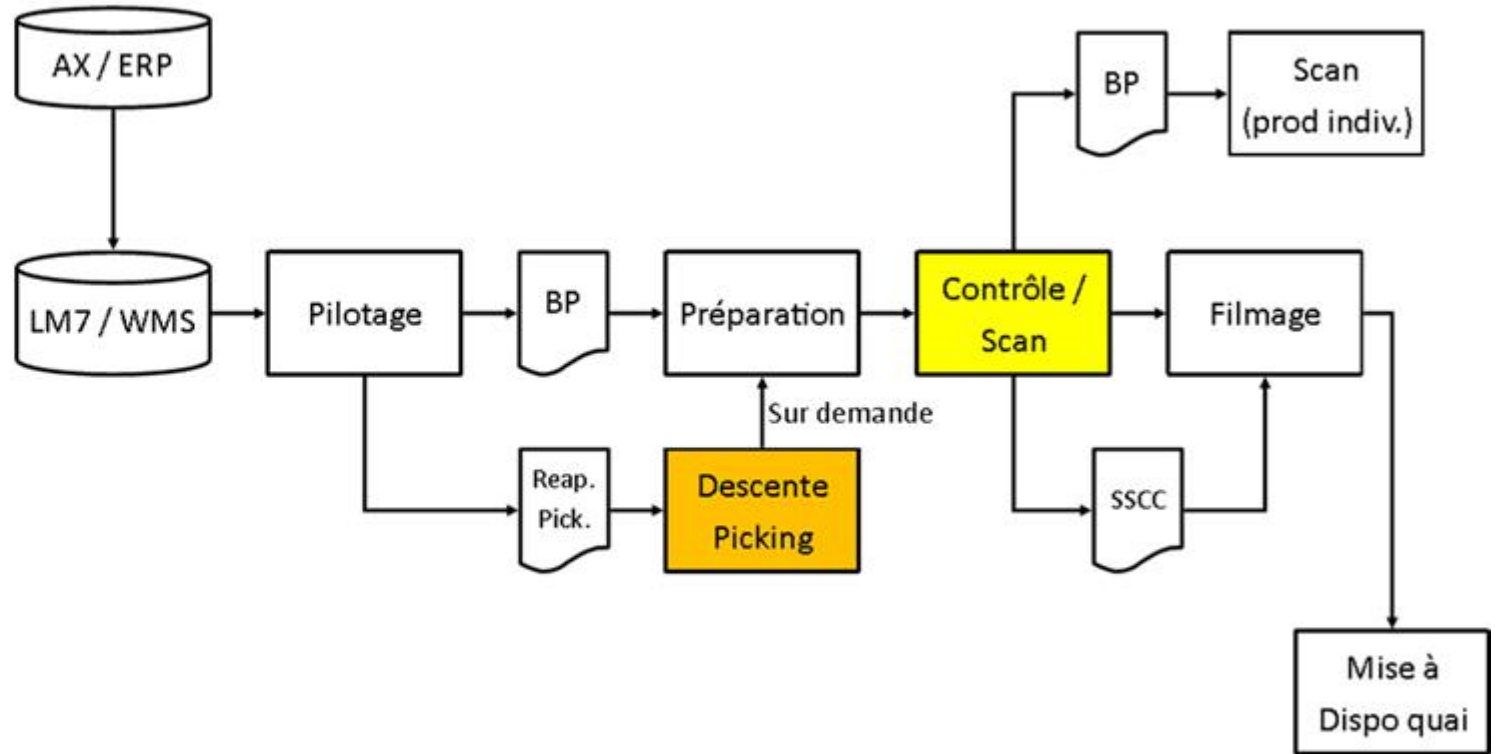 AX / ERP
BP
Scan
(prod indiv.)
LM7 / WMS
Pilotage
BP
Préparation
Contrôle /
Scan
Filmage
Sur demande
Reap.
Pick.
Descente
Picking
SSCC
Mise à
Dispo quai